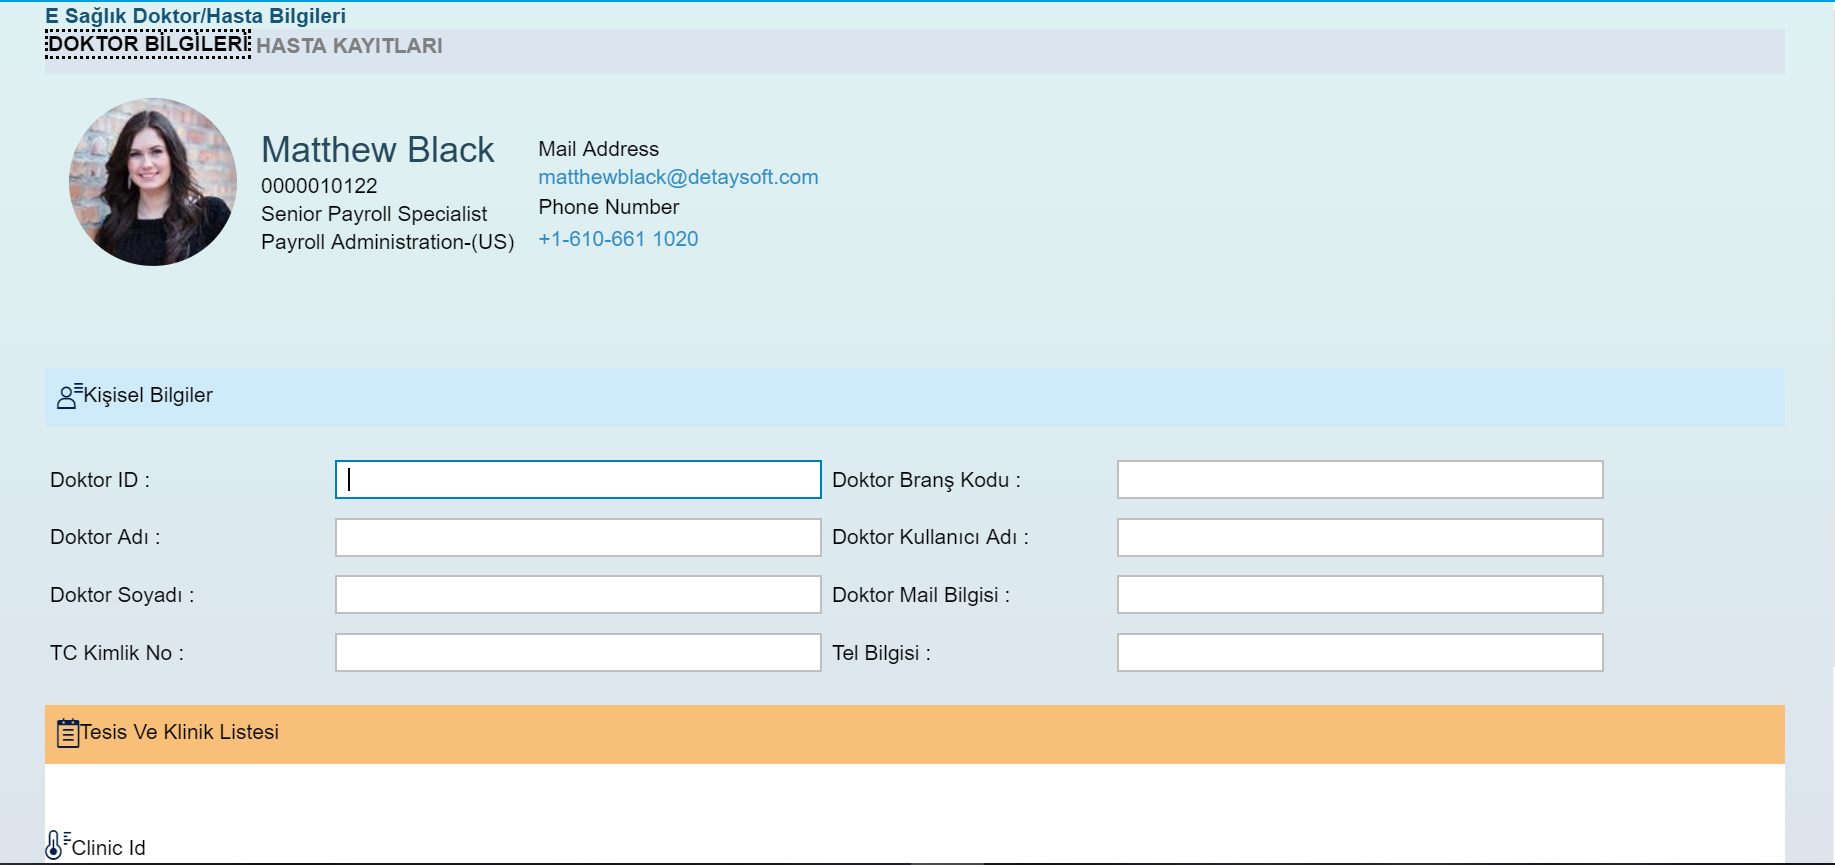 E Sağlık Doktor/Hasta Bilgileri
DOKTOR BİLGİLERİ HASTA KAYITLARI
Matthew Black
0000010122
Senior Payroll Specialist
Payroll Administration-(US)
Mail Address
matthewblack@detaysoft.com
Phone Number
+1-610-661 1020
Kişisel Bilgiler
Doktor ID :
Doktor Branş Kodu :
Doktor Adı :
Doktor Kullanıcı Adı :
Doktor Soyadı :
Doktor Mail Bilgisi :
TC Kimlik No :
Tel Bilgisi :
Tesis Ve Klinik Listesi
Clinic Id